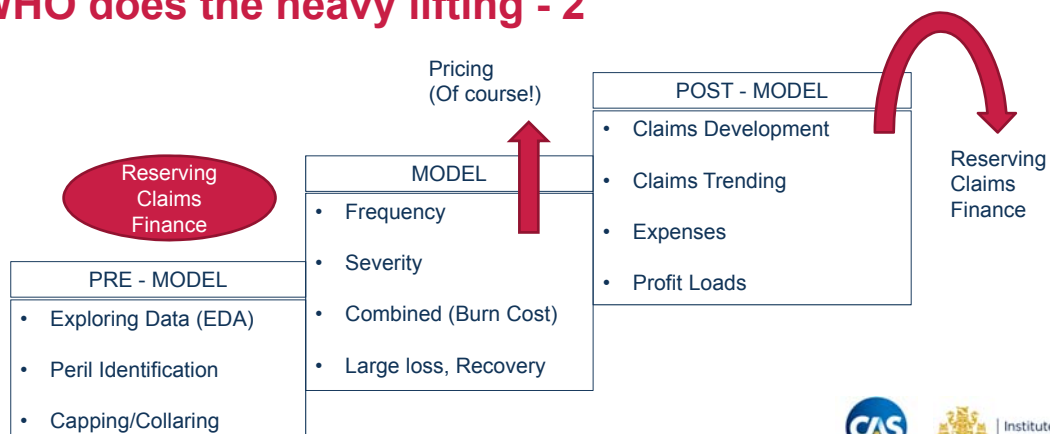 WHO does the heavy lifting - 2
Pricing
(Of course!)
POST - MODEL
• Claims Development
• Claims Trending
• Expenses
• Profit Loads
Reserving
Claims
Finance
MODEL
• Frequency
• Severity
• Combined (Burn Cost)
• Large loss, Recovery
Reserving
Claims
Finance
PRE - MODEL
• Exploring Data (EDA)
• Peril Identification
• Capping/Collaring
CAS
Institute